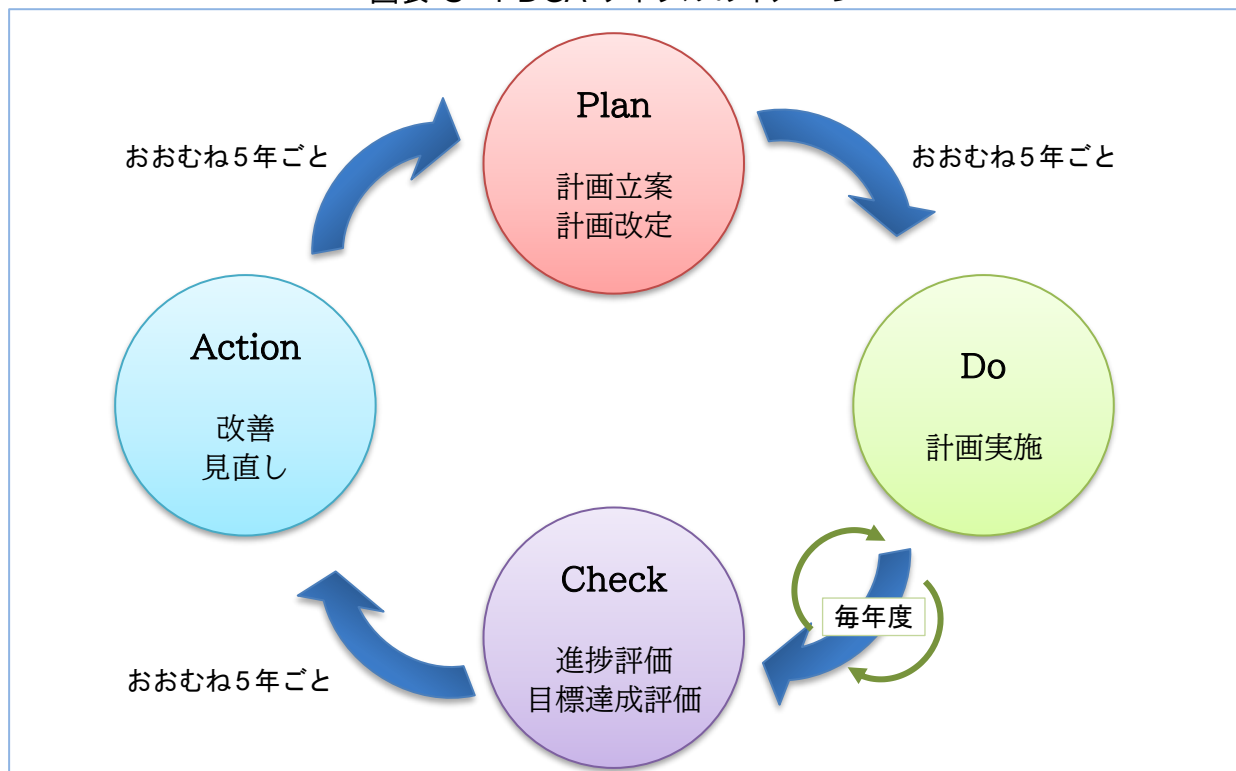 Plan
計画立案
計画改定
おおむね5年ごと
おおむね5年ごと
Action
改善
見直し
Do
計画実施
毎年度
Check
進捗評価
目標達成評価
おおむね5年ごと